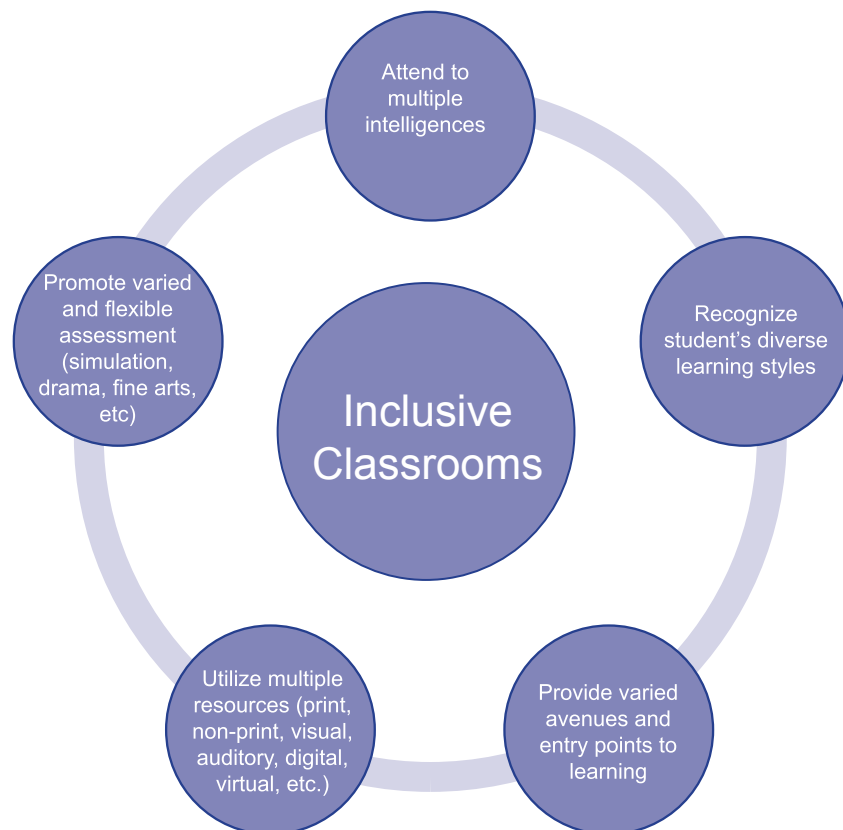 Attend to
multiple
intelligences
Recognize
student’s diverse
learning styles
Provide varied
avenues and
entry points to
learning
Utilize multiple
resources (print,
non-print, visual,
auditory, digital,
virtual, etc.)
Promote varied
and flexible
assessment
(simulation,
drama, fine arts,
etc)
Inclusive
Classrooms